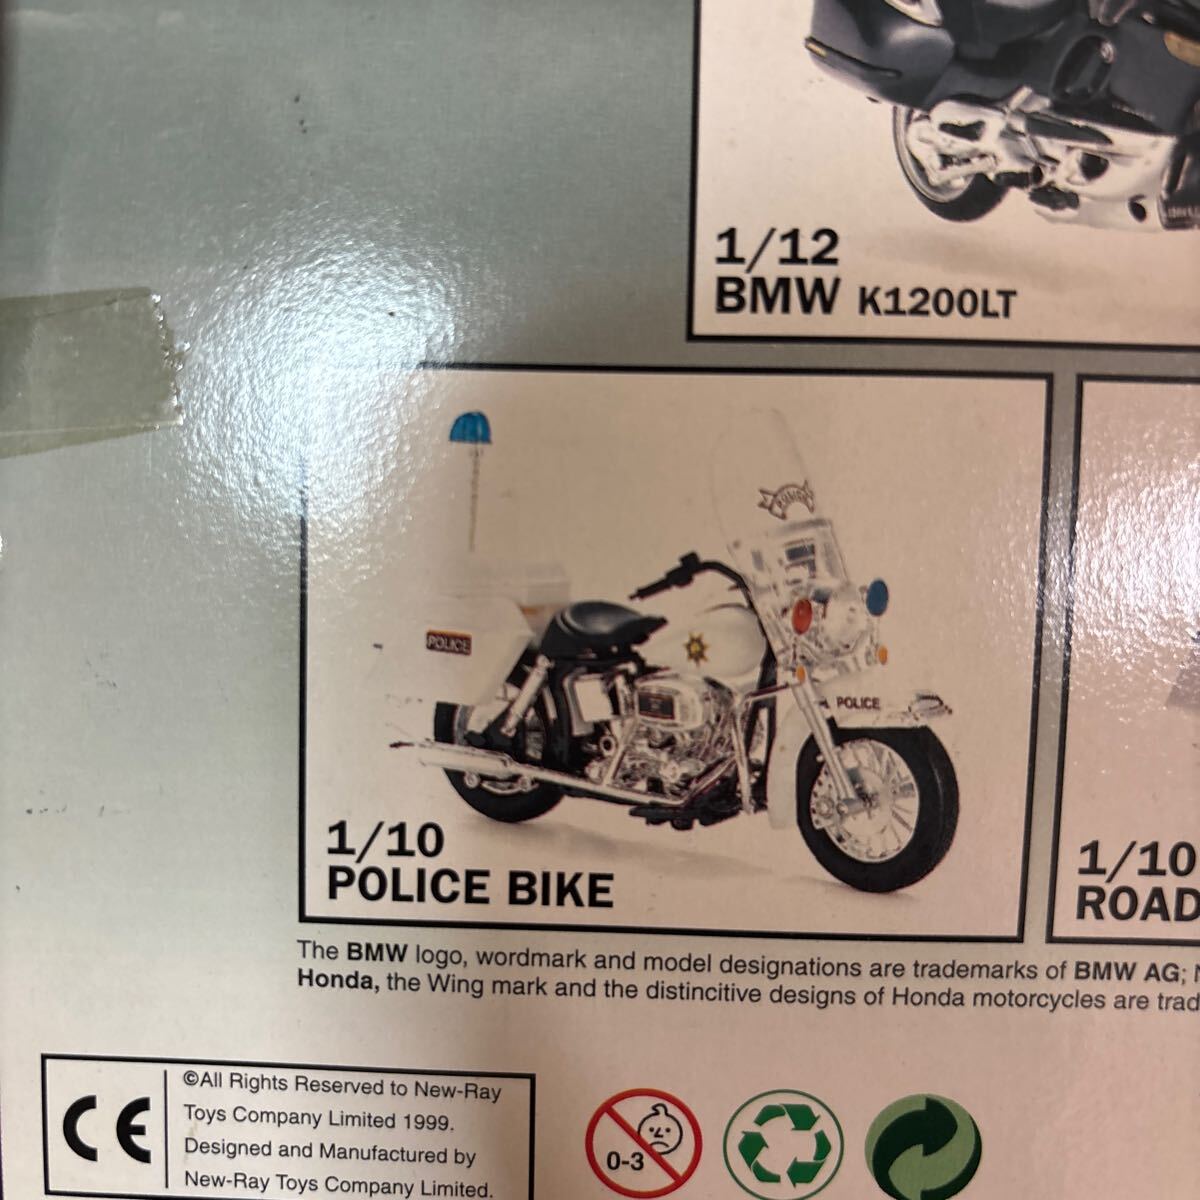 1/12
BMW K1200LT
POLICE
POLICE
POLICE
1/10
POLICE BIKE
1/10
ROAD
The BMW logo, wordmark and model designations are trademarks of BMW AG;
Honda, the Wing mark and the distincitive designs of Honda motorcycles are trad
CE
©All Rights Reserved to New-Ray
Toys Company Limited 1999.
Designed and Manufactured by
New-Ray Toys Company Limited.
0-3